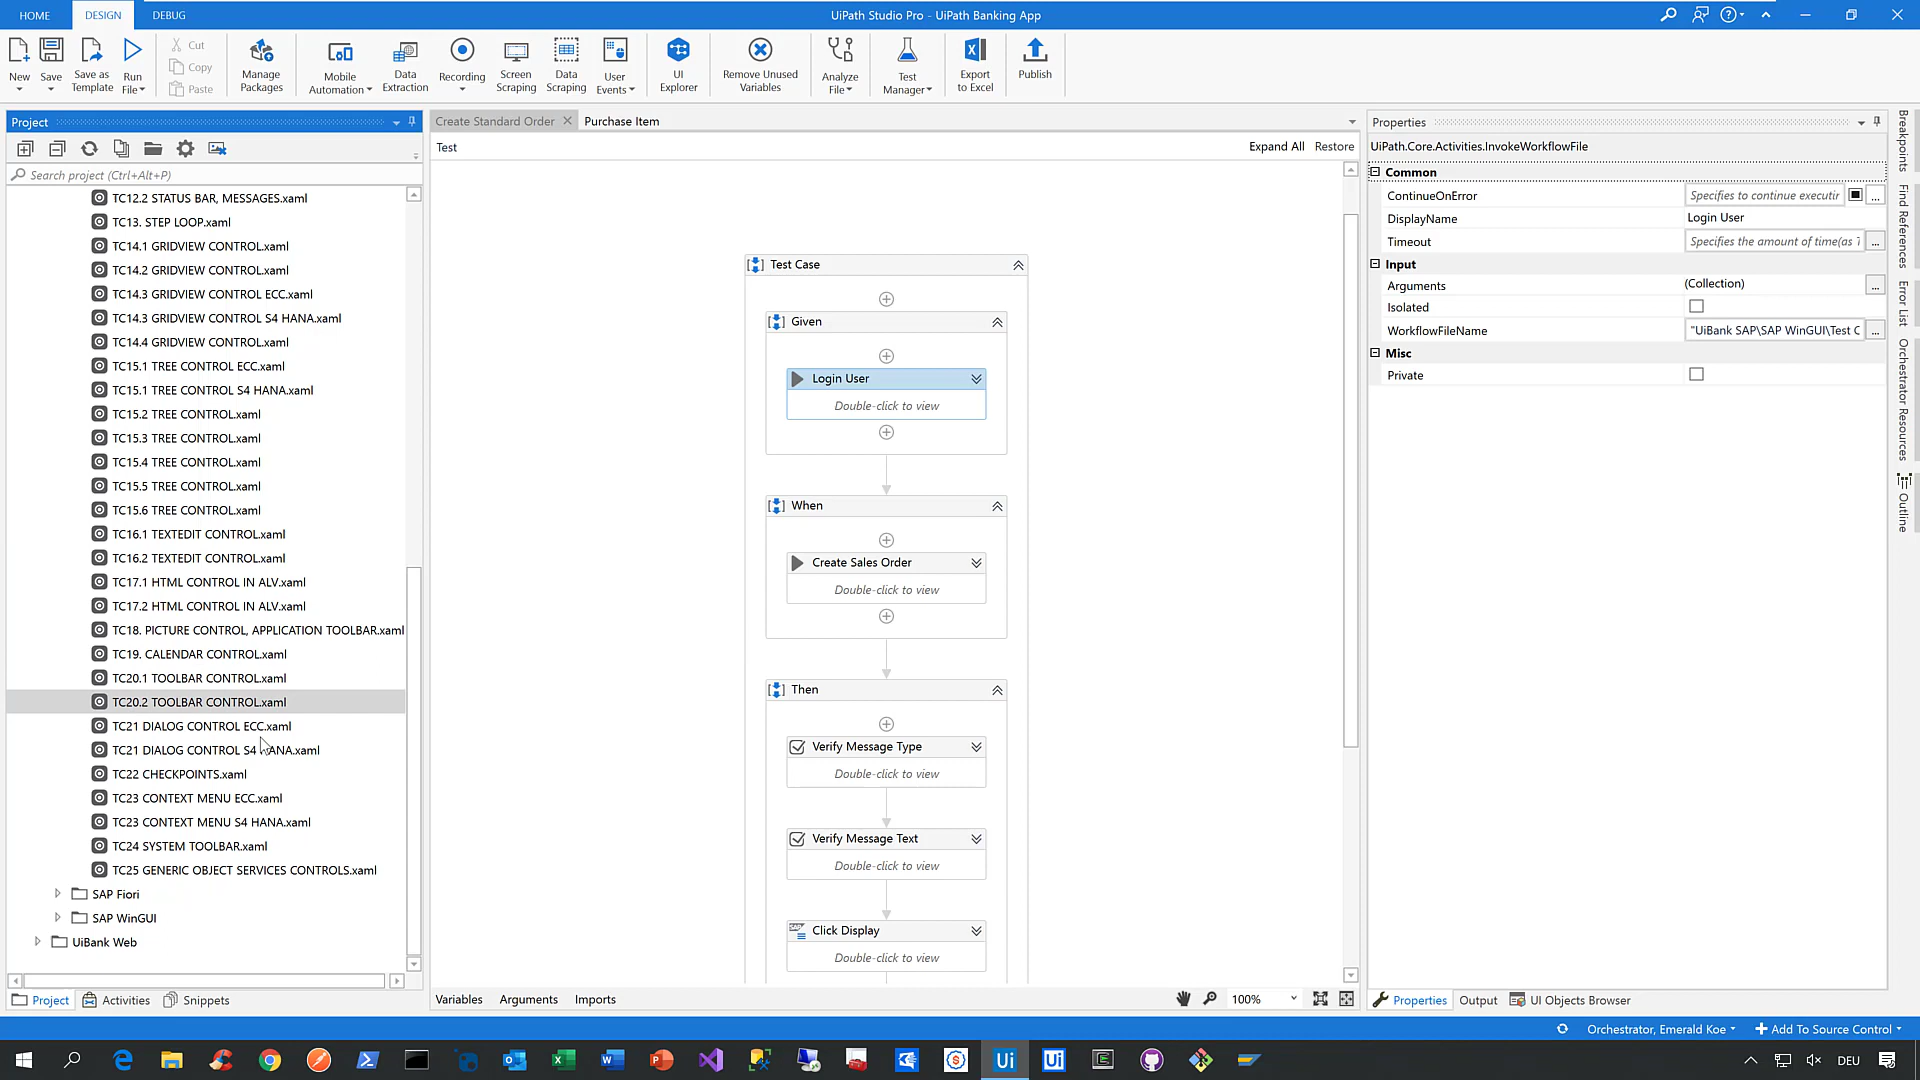 HOME
DESIGN
DEBUG
UiPath Studio Pro - UiPath Banking App
New
Save
Save as Template
Run File
Cut
Copy
Paste
Manage Packages
Mobile Automation
Data Extraction
Recording
Screen Scraping
Data Scraping
User Events
UI Explorer
Remove Unused Variables
Analyze File
Test Manager
Export to Excel
Publish
Project
Search project (Ctrl+Alt+P)
TC12.2 STATUS BAR, MESSAGES.xaml
TC13. STEP LOOP.xaml
TC14.1 GRIDVIEW CONTROL.xaml
TC14.2 GRIDVIEW CONTROL.xaml
TC14.3 GRIDVIEW CONTROL ECC.xaml
TC14.3 GRIDVIEW CONTROL S4 HANA.xaml
TC14.4 GRIDVIEW CONTROL.xaml
TC15.1 TREE CONTROL ECC.xaml
TC15.1 TREE CONTROL S4 HANA.xaml
TC15.2 TREE CONTROL.xaml
TC15.3 TREE CONTROL.xaml
TC15.4 TREE CONTROL.xaml
TC15.5 TREE CONTROL.xaml
TC15.6 TREE CONTROL.xaml
TC16.1 TEXTEDIT CONTROL.xaml
TC16.2 TEXTEDIT CONTROL.xaml
TC17.1 HTML CONTROL IN ALV.xaml
TC17.2 HTML CONTROL IN ALV.xaml
TC18. PICTURE CONTROL, APPLICATION TOOLBAR.xaml
TC19. CALENDAR CONTROL.xaml
TC20.1 TOOLBAR CONTROL.xaml
TC20.2 TOOLBAR CONTROL.xaml
TC21 DIALOG CONTROL ECC.xaml
TC21 DIALOG CONTROL S4 HANA.xaml
TC22 CHECKPOINTS.xaml
TC23 CONTEXT MENU ECC.xaml
TC23 CONTEXT MENU S4 HANA.xaml
TC24 SYSTEM TOOLBAR.xaml
TC25 GENERIC OBJECT SERVICES CONTROLS.xaml
SAP Fiori
SAP WinGUI
UiBank Web
Project
Activities
Snippets
Create Standard Order
Purchase Item
Test
Expand All
Restore
Test Case
Given
Login User
Double-click to view
When
Create Sales Order
Double-click to view
Then
Verify Message Type
Double-click to view
Verify Message Text
Double-click to view
Click Display
Double-click to view
Variables
Arguments
Imports
100%
Properties
UiPath.Core.Activities.InvokeWorkflowFile
Common
ContinueOnError
Specifies to continue executir
...
DisplayName
Login User
Timeout
Specifies the amount of time(as
...
Input
Arguments
(Collection)
...
Isolated
WorkflowFileName
"UiBank SAP\SAP WinGUI\Test C
...
Misc
Private
Properties
Output
UI Objects Browser
Breakpoints
Find References
Error List
Orchestrator Resources
Outline
Orchestrator, Emerald Koe
Add To Source Control
Ui
Ui
DEU